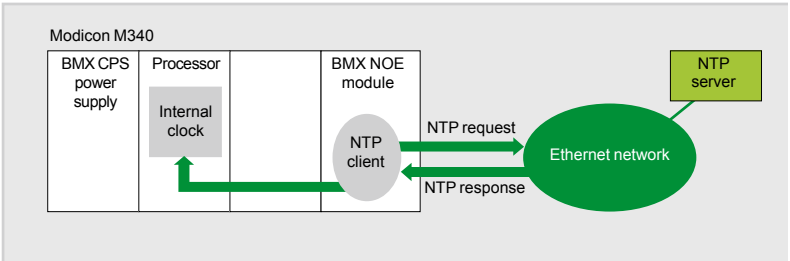 Modicon M340
BMX CPS
power
supply
Processor
Internal
clock
BMX NOE
module
NTP
client
NTP request
NTP response
Ethernet network
NTP
server